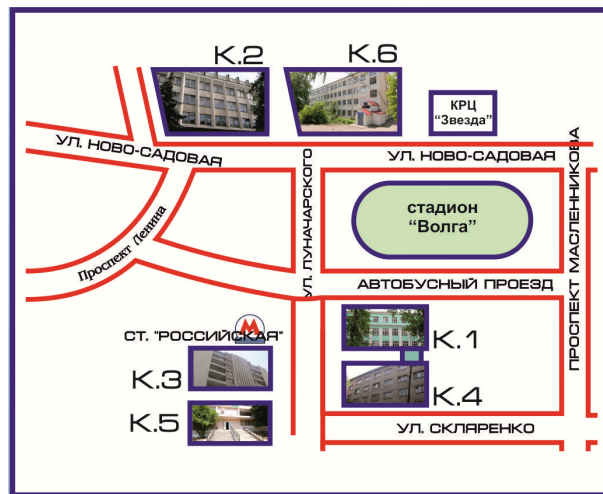 К.2
К.6
КРЦ
"Звезда"
УЛ. НОВО-САДОВАЯ
УЛ. НОВО-САДОВАЯ
УЛ. ЛУНАЧАРСКОГО
ПРОСПЕКТ МАСЛЕННИКОВА
стадион
"Волга"
Проспект Ленина
АВТОБУСНЫЙ ПРОЕЗД
М
СТ. "РОССИЙСКАЯ"
К.1
К.3
К.4
К.5
УЛ. СКЛЯРЕНКО